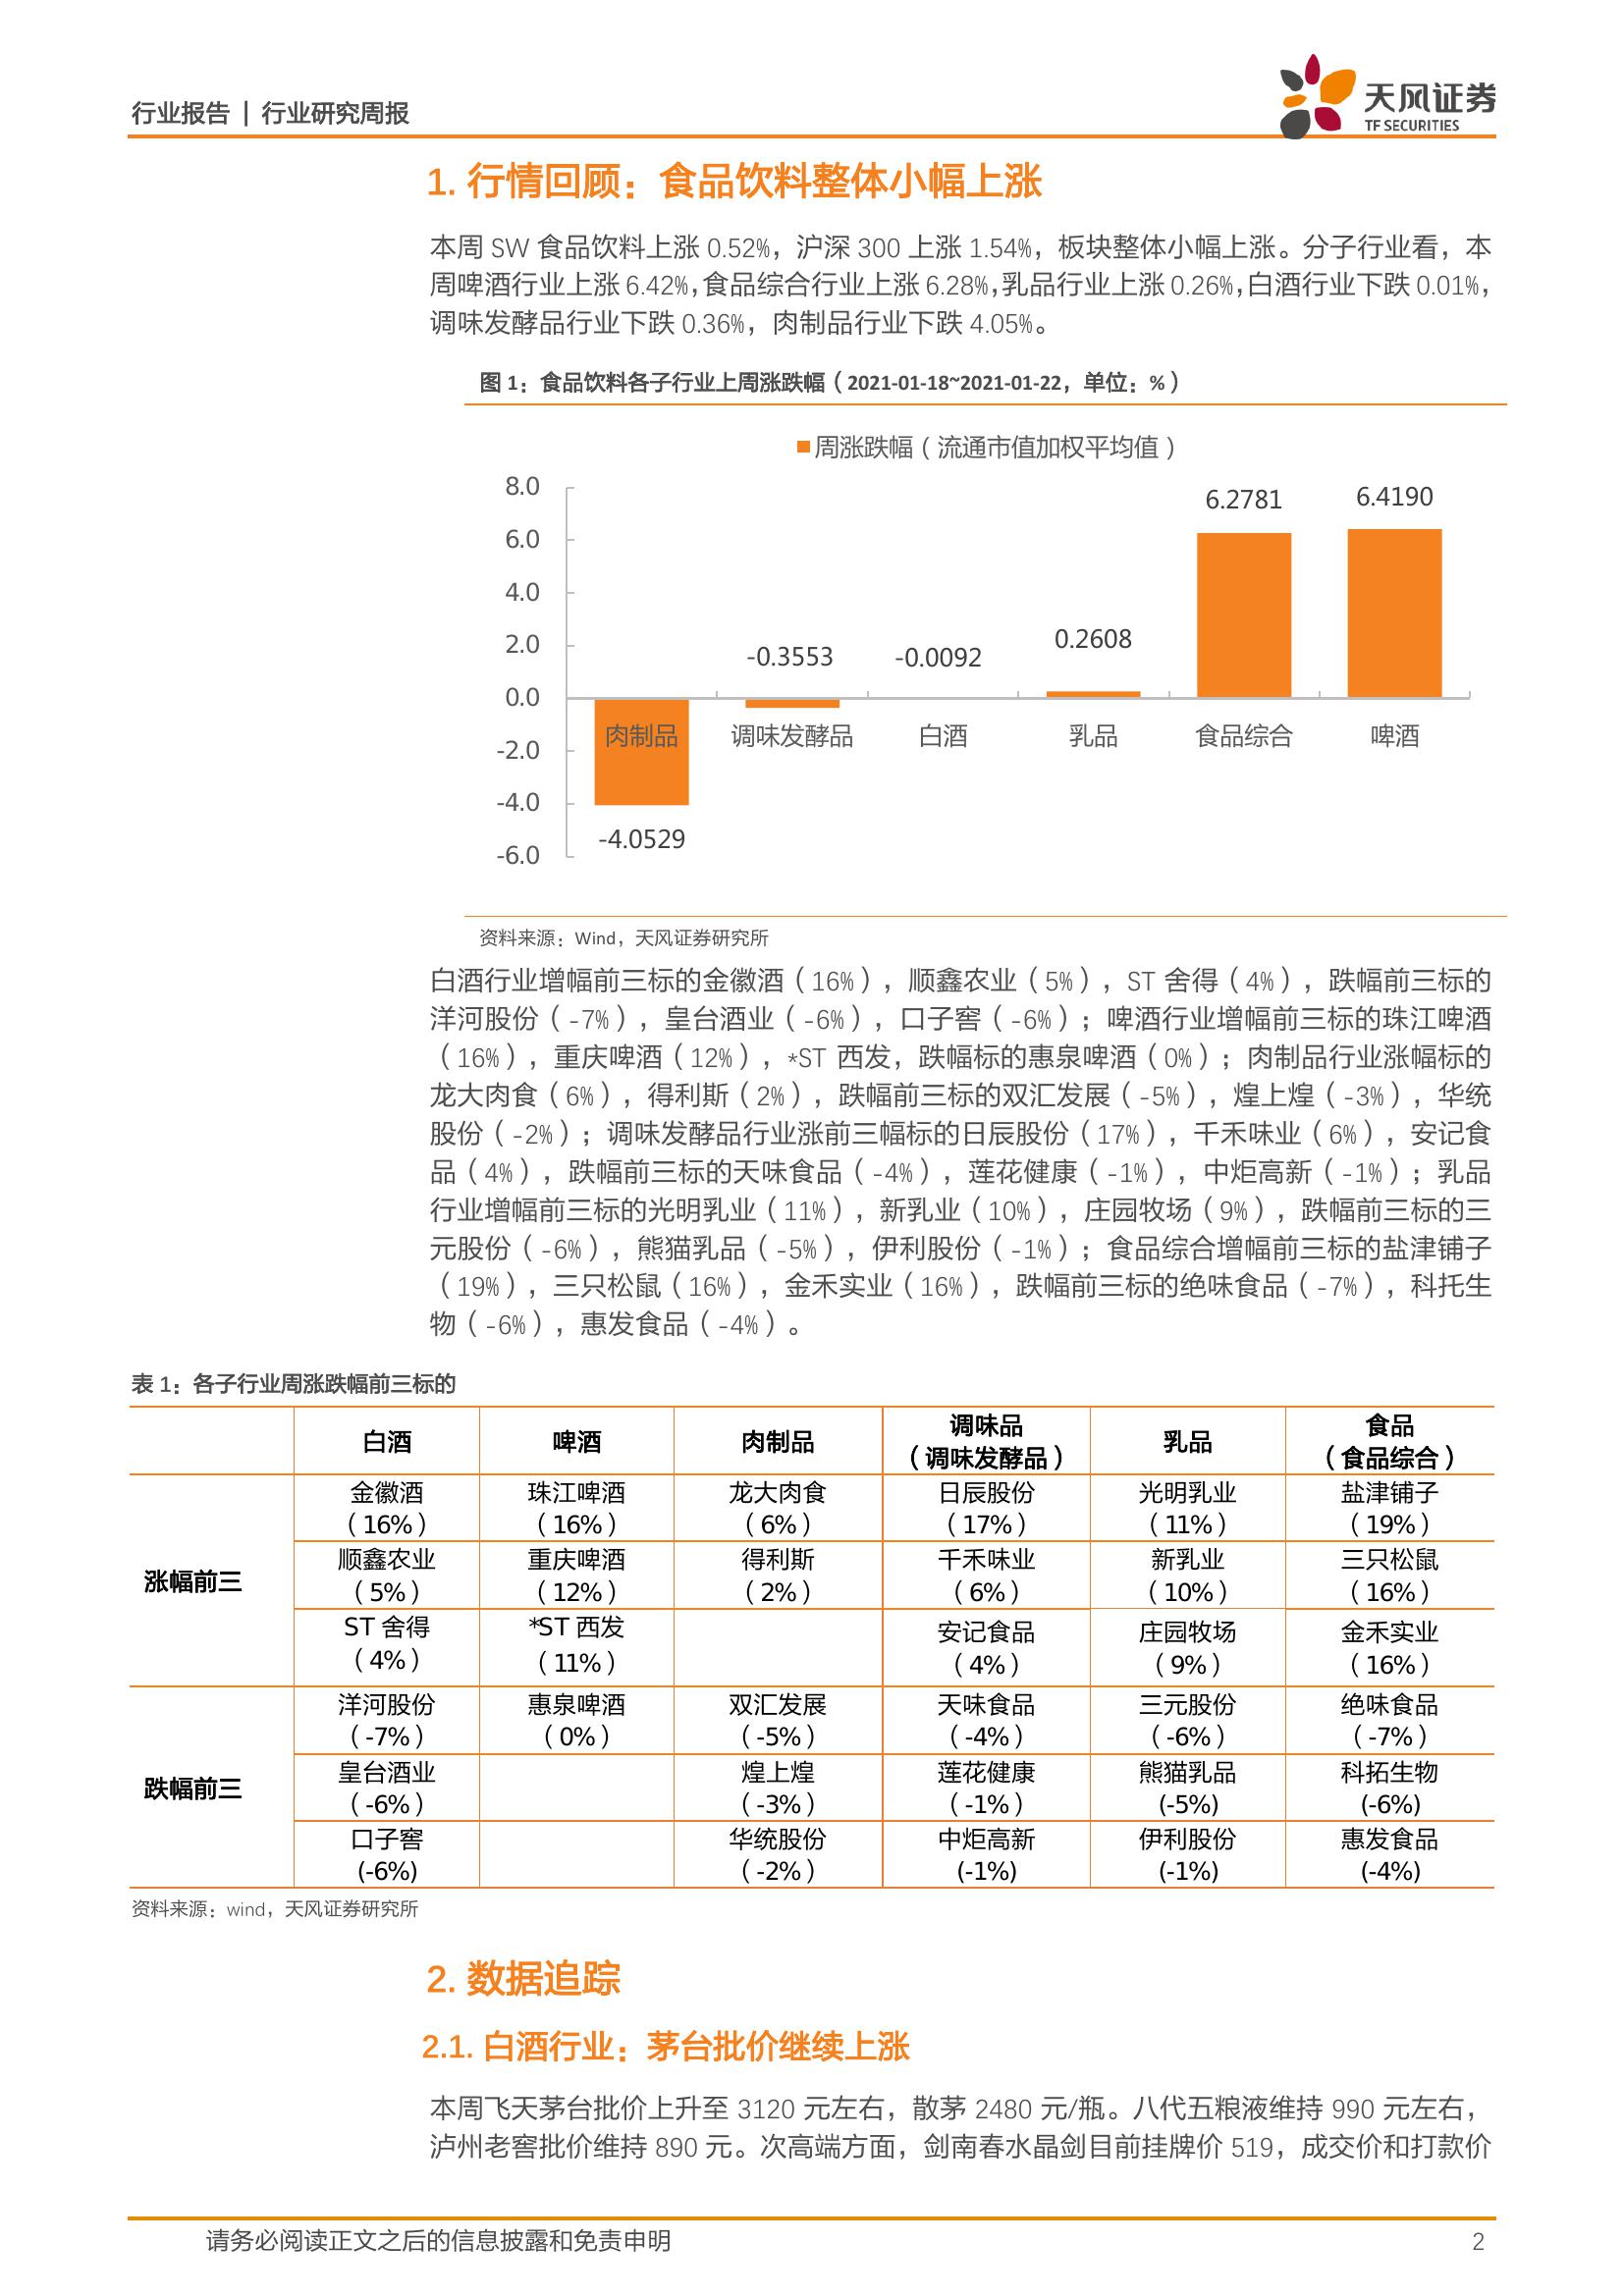 行业报告 | 行业研究周报
天风证券
TF SECURITIES
1. 行情回顾：食品饮料整体小幅上涨
本周 SW 食品饮料上涨 0.52%，沪深 300 上涨 1.54%，板块整体小幅上涨。分子行业看，本
周啤酒行业上涨 6.42%，食品综合行业上涨 6.28%，乳品行业上涨 0.26%，白酒行业下跌 0.01%，
调味发酵品行业下跌 0.36%，肉制品行业下跌 4.05%。
图 1：食品饮料各子行业上周涨跌幅（2021-01-18~2021-01-22，单位：%）
周涨跌幅（流通市值加权平均值）
8.0
6.0
4.0
2.0
0.0
-2.0
-4.0
-6.0
-4.0529
-0.3553
-0.0092
0.2608
6.2781
6.4190
肉制品 调味发酵品 白酒 乳品 食品综合 啤酒
资料来源：Wind，天风证券研究所
白酒行业增幅前三标的金徽酒（16%），顺鑫农业（5%），ST 舍得（4%），跌幅前三标的
洋河股份（-7%），皇台酒业（-6%），口子窖（-6%）；啤酒行业增幅前三标的珠江啤酒
（16%），重庆啤酒（12%），*ST 西发，跌幅标的惠泉啤酒（0%）；肉制品行业涨幅标的
龙大肉食（6%），得利斯（2%），跌幅前三标的双汇发展（-5%），煌上煌（-3%），华统
股份（-2%）；调味发酵品行业涨前三幅标的日辰股份（17%），千禾味业（6%），安记食
品（4%），跌幅前三标的天味食品（-4%），莲花健康（-1%），中炬高新（-1%）；乳品
行业增幅前三标的光明乳业（11%），新乳业（10%），庄园牧场（9%），跌幅前三标的三
元股份（-6%），熊猫乳品（-5%），伊利股份（-1%）；食品综合增幅前三标的盐津铺子
（19%），三只松鼠（16%），金禾实业（16%），跌幅前三标的绝味食品（-7%），科托生
物（-6%），惠发食品（-4%）。
表 1：各子行业周涨跌幅前三标的
白酒 啤酒 肉制品 调味品 乳品 食品
（调味发酵品） （食品综合）
涨幅前三
金徽酒 珠江啤酒 龙大肉食 日辰股份 光明乳业 盐津铺子
（16%） （16%） （6%） （17%） （11%） （19%）
顺鑫农业 重庆啤酒 得利斯 千禾味业 新乳业 三只松鼠
（5%） （12%） （2%） （6%） （10%） （16%）
ST 舍得 *ST 西发 安记食品 庄园牧场 金禾实业
（4%） （11%） （4%） （9%） （16%）
跌幅前三
洋河股份 惠泉啤酒 双汇发展 天味食品 三元股份 绝味食品
（-7%） （0%） （-5%） （-4%） （-6%） （-7%）
皇台酒业 煌上煌 莲花健康 熊猫乳品 科拓生物
（-6%） （-3%） （-1%） (-5%) (-6%)
口子窖 华统股份 中炬高新 伊利股份 惠发食品
(-6%) （-2%） (-1%) (-1%) (-4%)
资料来源：wind，天风证券研究所
2. 数据追踪
2.1. 白酒行业：茅台批价继续上涨
本周飞天茅台批价上升至 3120 元左右，散茅 2480 元/瓶。八代五粮液维持 990 元左右，
泸州老窖批价维持 890 元。次高端方面，剑南春水晶剑目前挂牌价 519，成交价和打款价
请务必阅读正文之后的信息披露和免责申明
2